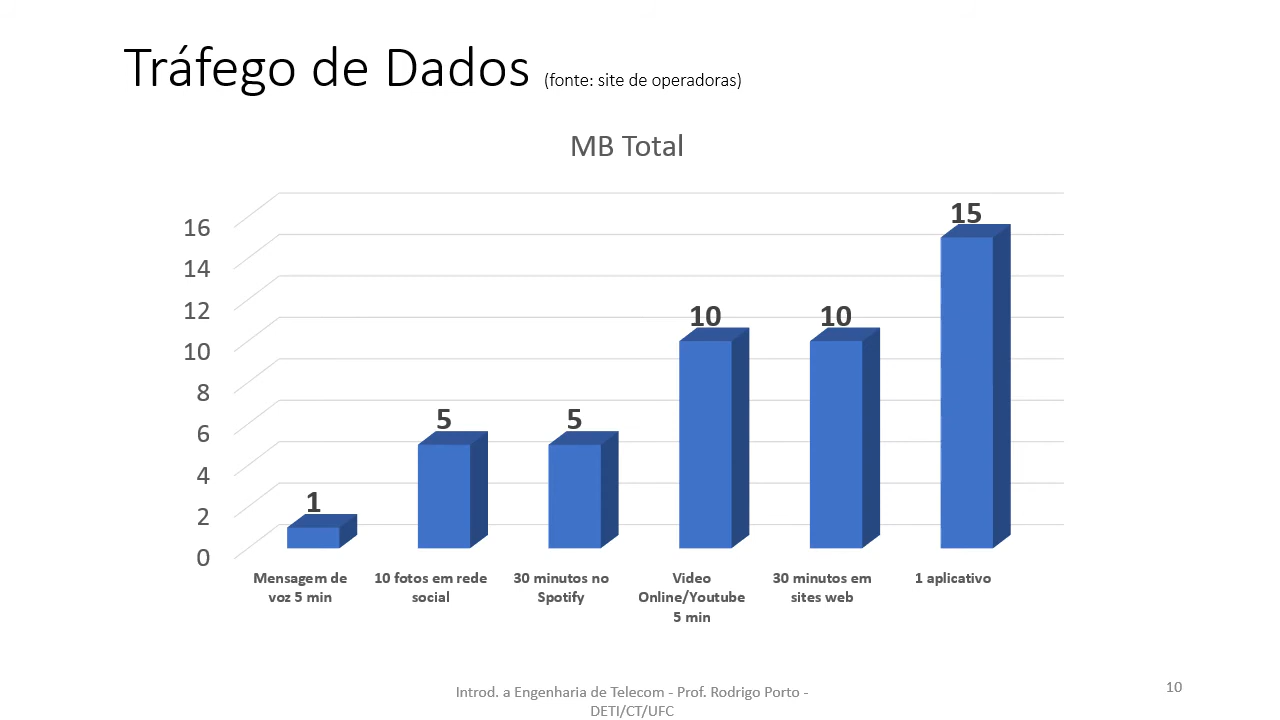 Tráfego de Dados (fonte: site de operadoras)
MB Total
16
14
12
10
8
6
4
2
0
1
5
5
10
10
15
Mensagem de
voz 5 min
10 fotos em rede
social
30 minutos no
Spotify
Video
Online/Youtube
5 min
30 minutos em
sites web
1 aplicativo
Introd. a Engenharia de Telecom - Prof. Rodrigo Porto -
DETI/CT/UFC
10